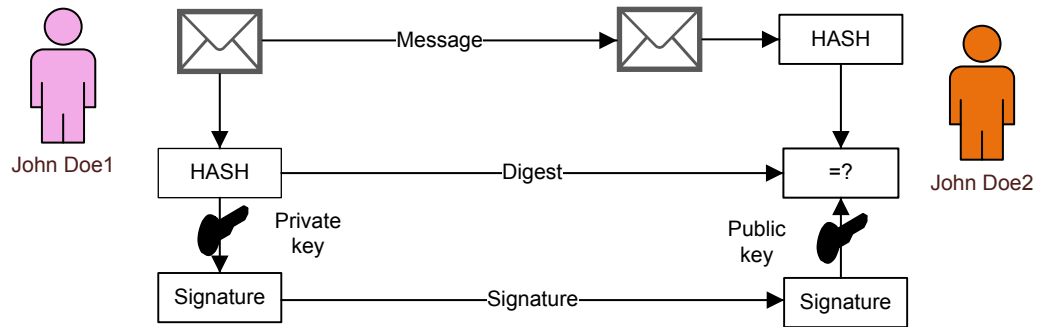 Message
HASH
John Doe1
HASH
Digest
=?
John Doe2
Private
key
Public
key
Signature
Signature
Signature